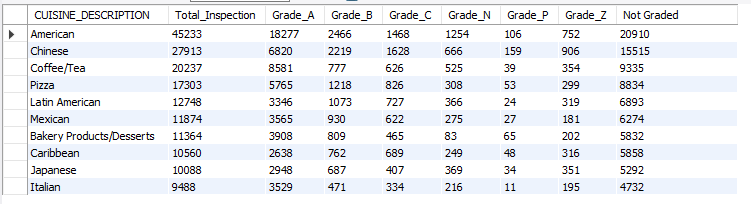 CUISINE_DESCRIPTION Total_Inspection Grade_A Grade_B Grade_C Grade_N Grade_P Grade_Z Not Graded
American 45233 18277 2466 1468 1254 106 752 20910
Chinese 27913 6820 2219 1628 666 159 906 15515
Coffee/Tea 20237 8581 777 626 525 39 354 9335
Pizza 17303 5765 1218 826 308 53 299 8834
Latin American 12748 3346 1073 727 366 24 319 6893
Mexican 11874 3565 930 622 275 27 181 6274
Bakery Products/Desserts 11364 3908 809 465 83 65 202 5832
Caribbean 10560 2638 762 689 249 48 316 5858
Japanese 10088 2948 687 407 369 34 351 5292
Italian 9488 3529 471 334 216 11 195 4732